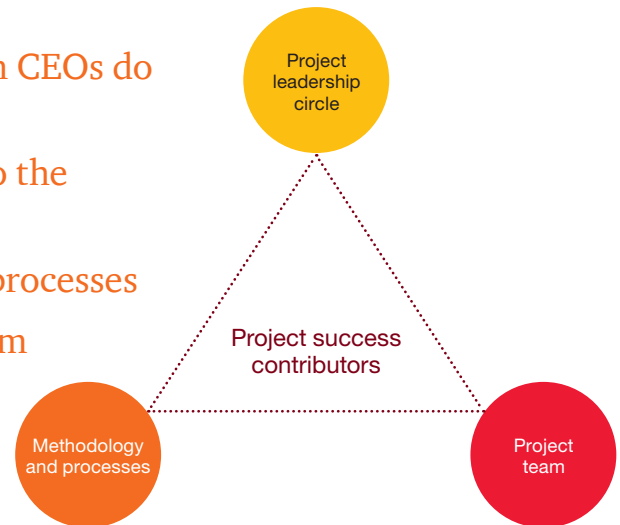 CEOs do
the
processes
Project
leadership
circle
Project success
contributors
Methodology
and processes
Project
team